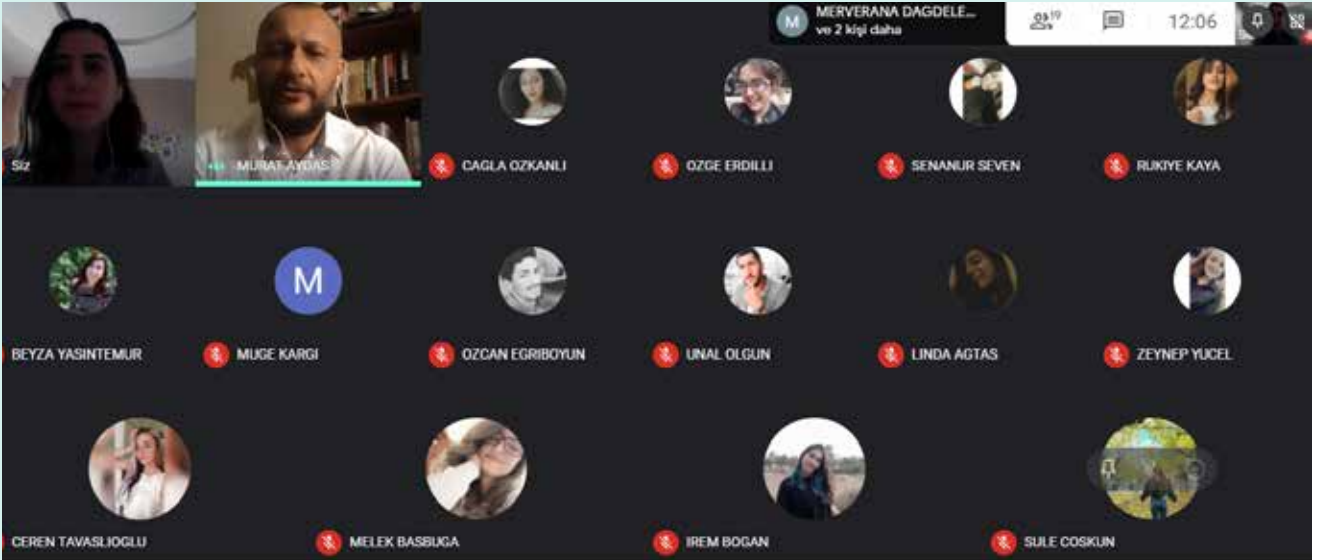 MERVERANA DAGDELE...
M
ve 2 kişi daha
19
12:06
Siz
MURAT AYDAS
CAGLA OZKANLI
OZGE ERDILLI
SENANUR SEVEN
RUKIYE KAYA
M
BEYZA YASINTEMUR
MUGE KARGI
OZCAN EGRIBOYUN
UNAL OLGUN
LINDA AGTAS
ZEYNEP YUCEL
CEREN TAVASLIOGLU
MELEK BASBUGA
IREM BOGAN
SULE COSKUN